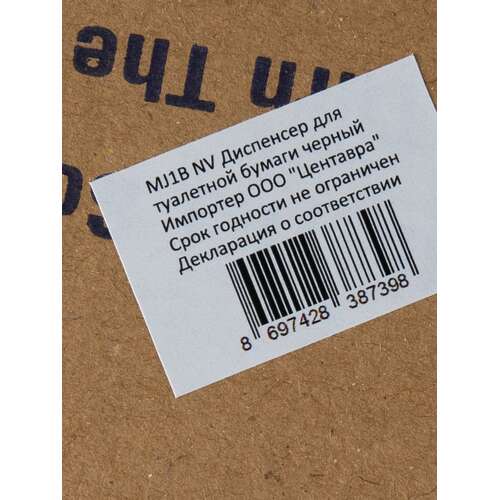 MJ1B NV Диспенсер для
туалетной бумаги черный
Импортер ООО "Центавра"
Срок годности не ограничен
Декларация о соответствии
8 697428 387398
The